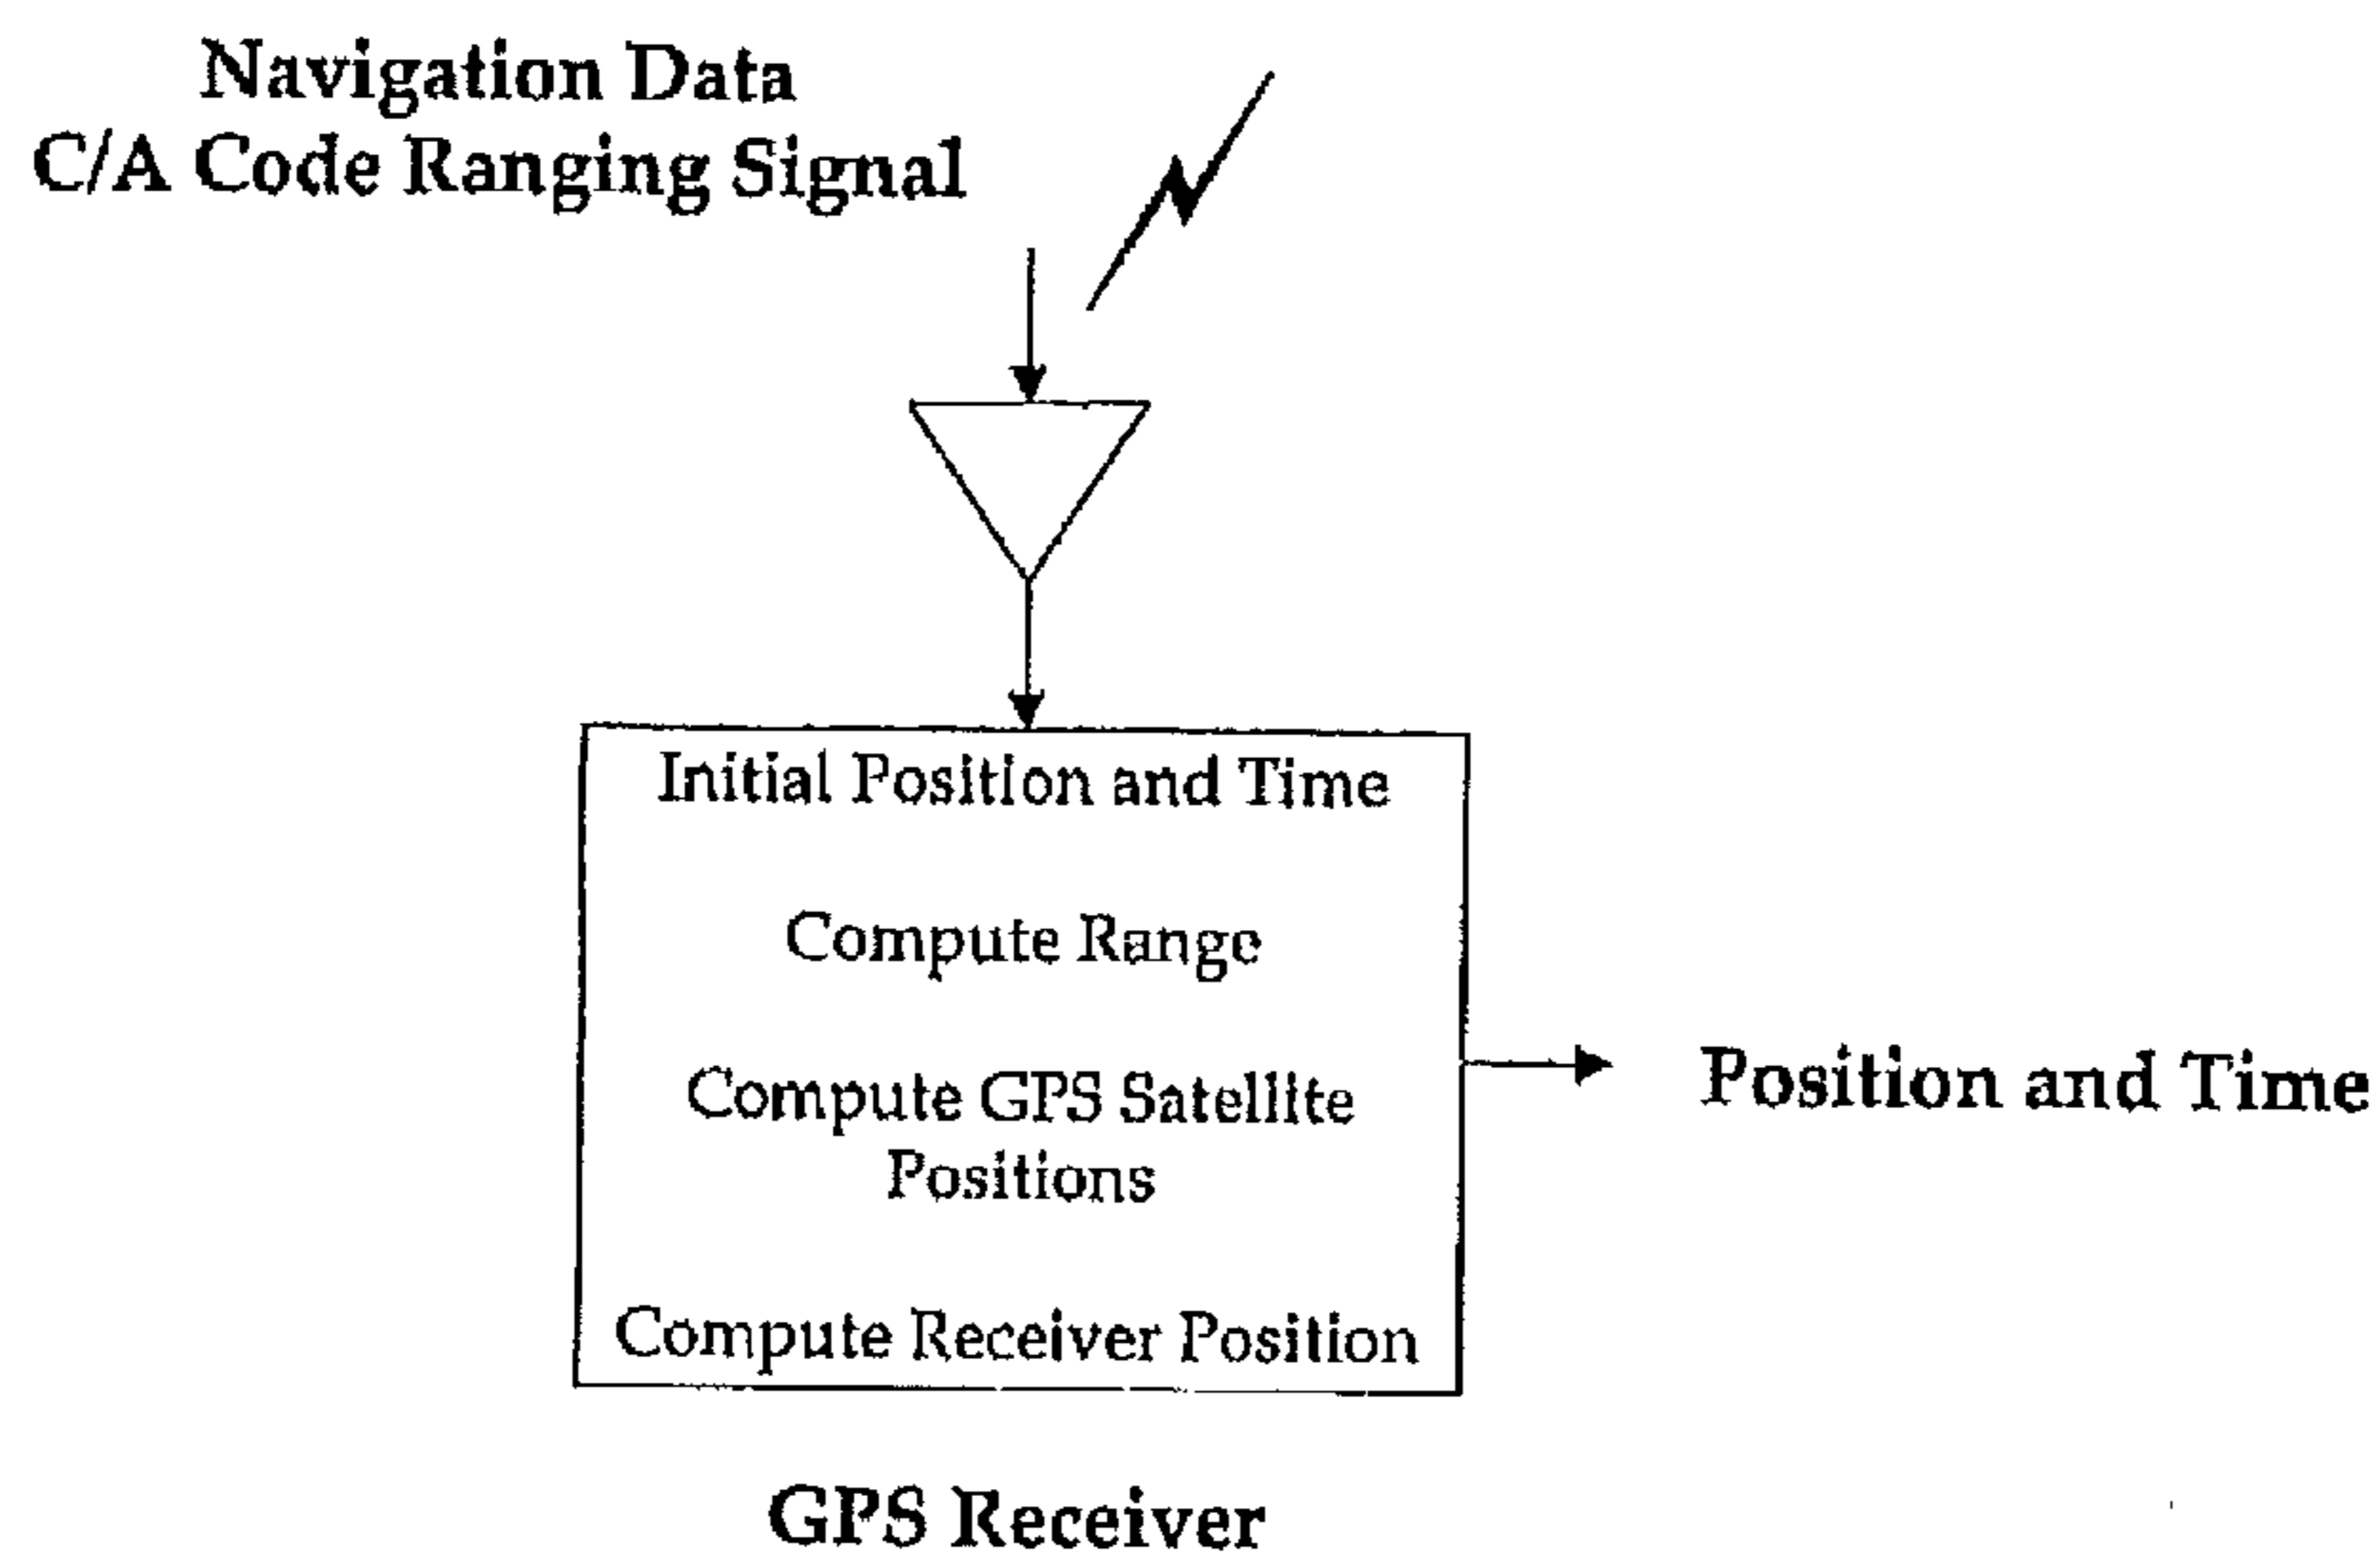 Navigation Data
C/A Code Ranging Signal
Initial Position and Time
Compute Range
Compute GPS Satellite
Positions
Compute Receiver Position
Position and Time
GPS Receiver